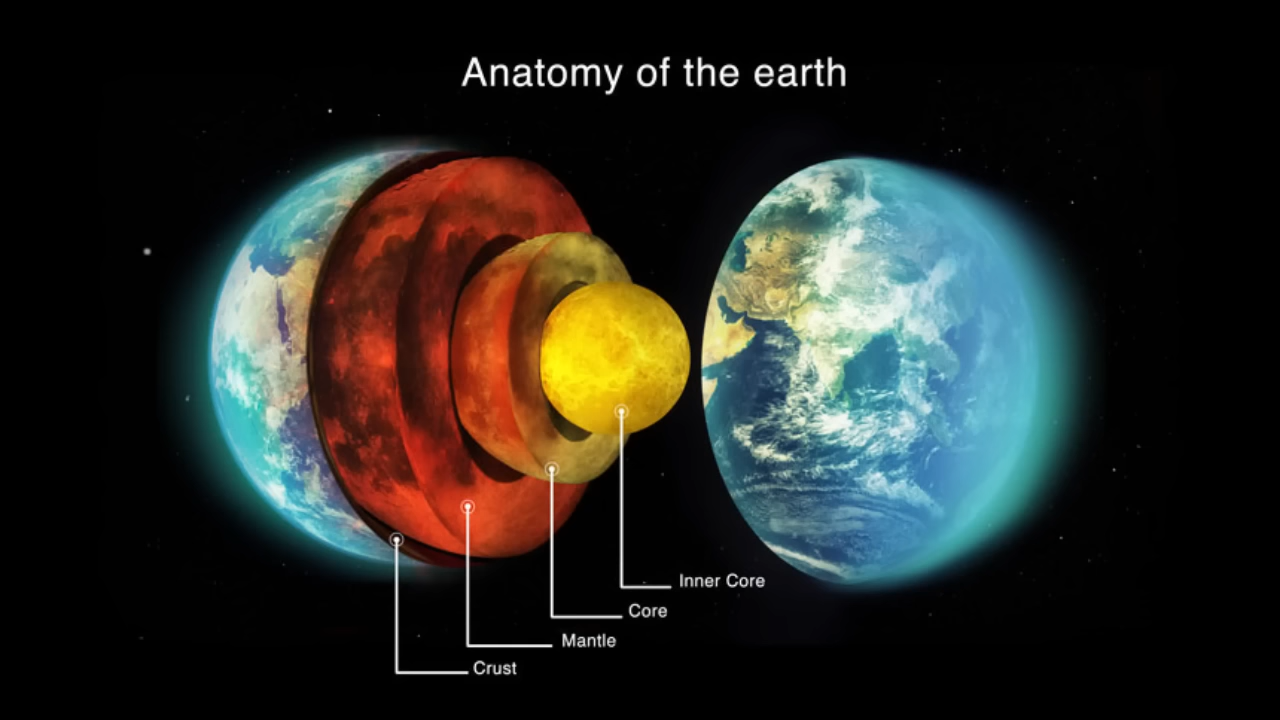 Anatomy of the earth
Inner Core
Core
Mantle
Crust